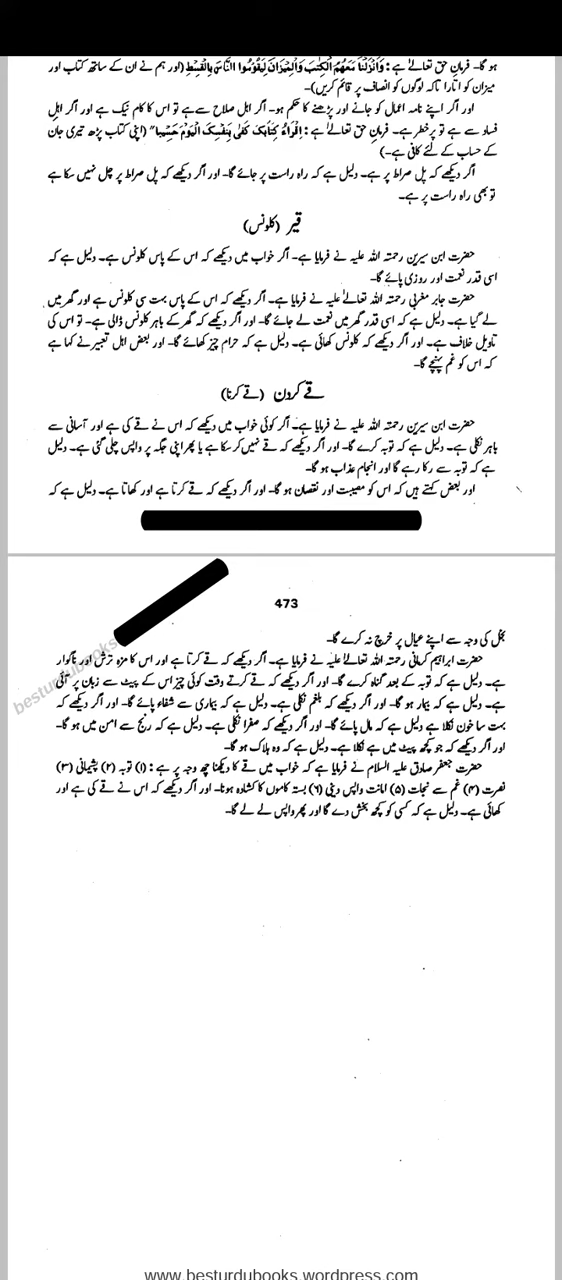 ہو گا۔ فرمانِ حق تعالیٰ ہے : وَاَنْزَلْنَا مَعَهُمُ الْكِتٰبَ وَالْمِيْزَانَ لِيَقُوْمُوا النَّاسَ بِالْقِسْطِ (اور ہم نے ان کے ساتھ کتاب اور
میزان کو اتارا تاکہ لوگوں کو انصاف پر قائم کریں)۔
اور اگر اپنے نامہ اعمال کو جانے اور پڑھنے کا حکم ہو۔ اگر اہل صلاح سے ہے تو اس کا کام نیک ہے اور اگر اہل
فساد سے ہے تو پرخطر ہے۔ فرمانِ حق تعالیٰ ہے : اِقْرَاْهُ كِتَابَكَ كَفٰى بِنَفْسِكَ الْيَوْمَ حَسِيْبا ۔ (اپنی کتاب پڑھ تیری جان
کے حساب کے لئے کافی ہے۔)
اگر دیکھے کہ پل صراط پر ہے۔ دلیل ہے کہ راہ راست پر جائے گا۔ اور اگر دیکھے کہ پل صراط پر چل نہیں سکتا ہے
تو بھی راہ راست پر ہے۔
قیر (کلونس)
حضرت ابن سیرین رحمتہ اللہ علیہ نے فرمایا ہے۔ اگر خواب میں دیکھے کہ اس کے پاس کلونس ہے۔ دلیل ہے کہ
اسی قدر نعمت اور روزی پائے گا۔
حضرت جابر مغربی رحمتہ اللہ تعالیٰ علیہ نے فرمایا ہے۔ اگر دیکھے کہ اس کے پاس بہت سی کلونس ہے اور گھر میں
لے گیا ہے۔ دلیل ہے کہ اسی قدر گھر میں نعمت لے جائے گا۔ اور اگر دیکھے کہ گھر کے باہر کلونس ڈالی ہے۔ تو اس کی
تاویل خلاف ہے۔ اور اگر دیکھے کہ کلونس کھائی ہے۔ دلیل ہے کہ حرام چیز کھائے گا۔ اور بعض اہل تعبیر نے کہا ہے
کہ اس کو غم پہنچے گا۔
قے کردن (قے کرنا)
حضرت ابن سیرین رحمتہ اللہ علیہ نے فرمایا ہے۔ اگر کوئی خواب میں دیکھے کہ اس نے قے کی ہے اور آسانی سے
باہر نکلی ہے۔ دلیل ہے کہ توبہ کرے گا۔ اور اگر دیکھے کہ قے نہیں کر سکتا ہے یا پھر اپنی جگہ پر واپس چلی گئی ہے۔ دلیل
ہے کہ توبہ سے رکا رہے گا اور انجام عذاب ہو گا۔
اور بعض کہتے ہیں کہ اس کو مصیبت اور نقصان ہو گا۔ اور اگر دیکھے کہ قے کرتا ہے اور کھاتا ہے۔ دلیل ہے کہ
473
بخل کی وجہ سے اپنے عیال پر خرچ نہ کرے گا۔
حضرت ابراہیم کرمانی رحمتہ اللہ تعالیٰ علیہ نے فرمایا ہے۔ اگر دیکھے کہ قے کرتا ہے اور اس کا مزہ ترش اور ناگوار
ہے۔ دلیل ہے کہ توبہ کے بعد گناہ کرے گا۔ اور اگر دیکھے کہ قے کرتے وقت کوئی چیز اس کے پیٹ سے زبان پر آئی
ہے۔ دلیل ہے کہ بیمار ہو گا۔ اور اگر دیکھے کہ بلغم نکلی ہے۔ دلیل ہے کہ بیماری سے شفاء پائے گا۔ اور اگر دیکھے کہ
بہت سا خون نکلا ہے دلیل ہے کہ مال پائے گا۔ اور اگر دیکھے کہ صفرا نکلی ہے۔ دلیل ہے کہ رنج سے امن میں ہو گا۔
اور اگر دیکھے کہ جو کچھ پیٹ میں ہے نکلا ہے۔ دلیل ہے کہ وہ ہلاک ہو گا۔
حضرت جعفر صادق علیہ السلام نے فرمایا ہے کہ خواب میں قے کا دیکھنا چھ وجہ پر ہے : (۱) توبہ (۲) پشیمانی (۳)
نصرت (۴) غم سے نجات (۵) امانت واپس دینی (۶) بستہ کاموں کا کشادہ ہونا۔ اور اگر دیکھے کہ اس نے قے کی ہے اور
کھائی ہے۔ دلیل ہے کہ کسی کو کچھ بخش دے گا اور پھر واپس لے لے گا۔
besturdubooks
www.besturdubooks.wordpress.com